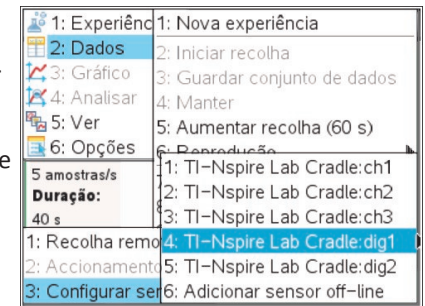 1: Experiênc
2: Dados
3: Gráfico
4: Analisar
5: Ver
6: Opções
5 amostras/s
Duração:
40 s
1: Recolha remo
2: Accionamento
3: Configurar ser
1: Nova experiência
2: Iniciar recolha
3: Guardar conjunto de dados
4: Manter
5: Aumentar recolha (60 s)
6: Reprodução
1: TI-Nspire Lab Cradle:ch1
2: TI-Nspire Lab Cradle:ch2
3: TI-Nspire Lab Cradle:ch3
4: TI-Nspire Lab Cradle:dig1
5: TI-Nspire Lab Cradle:dig2
6: Adicionar sensor off-line
e